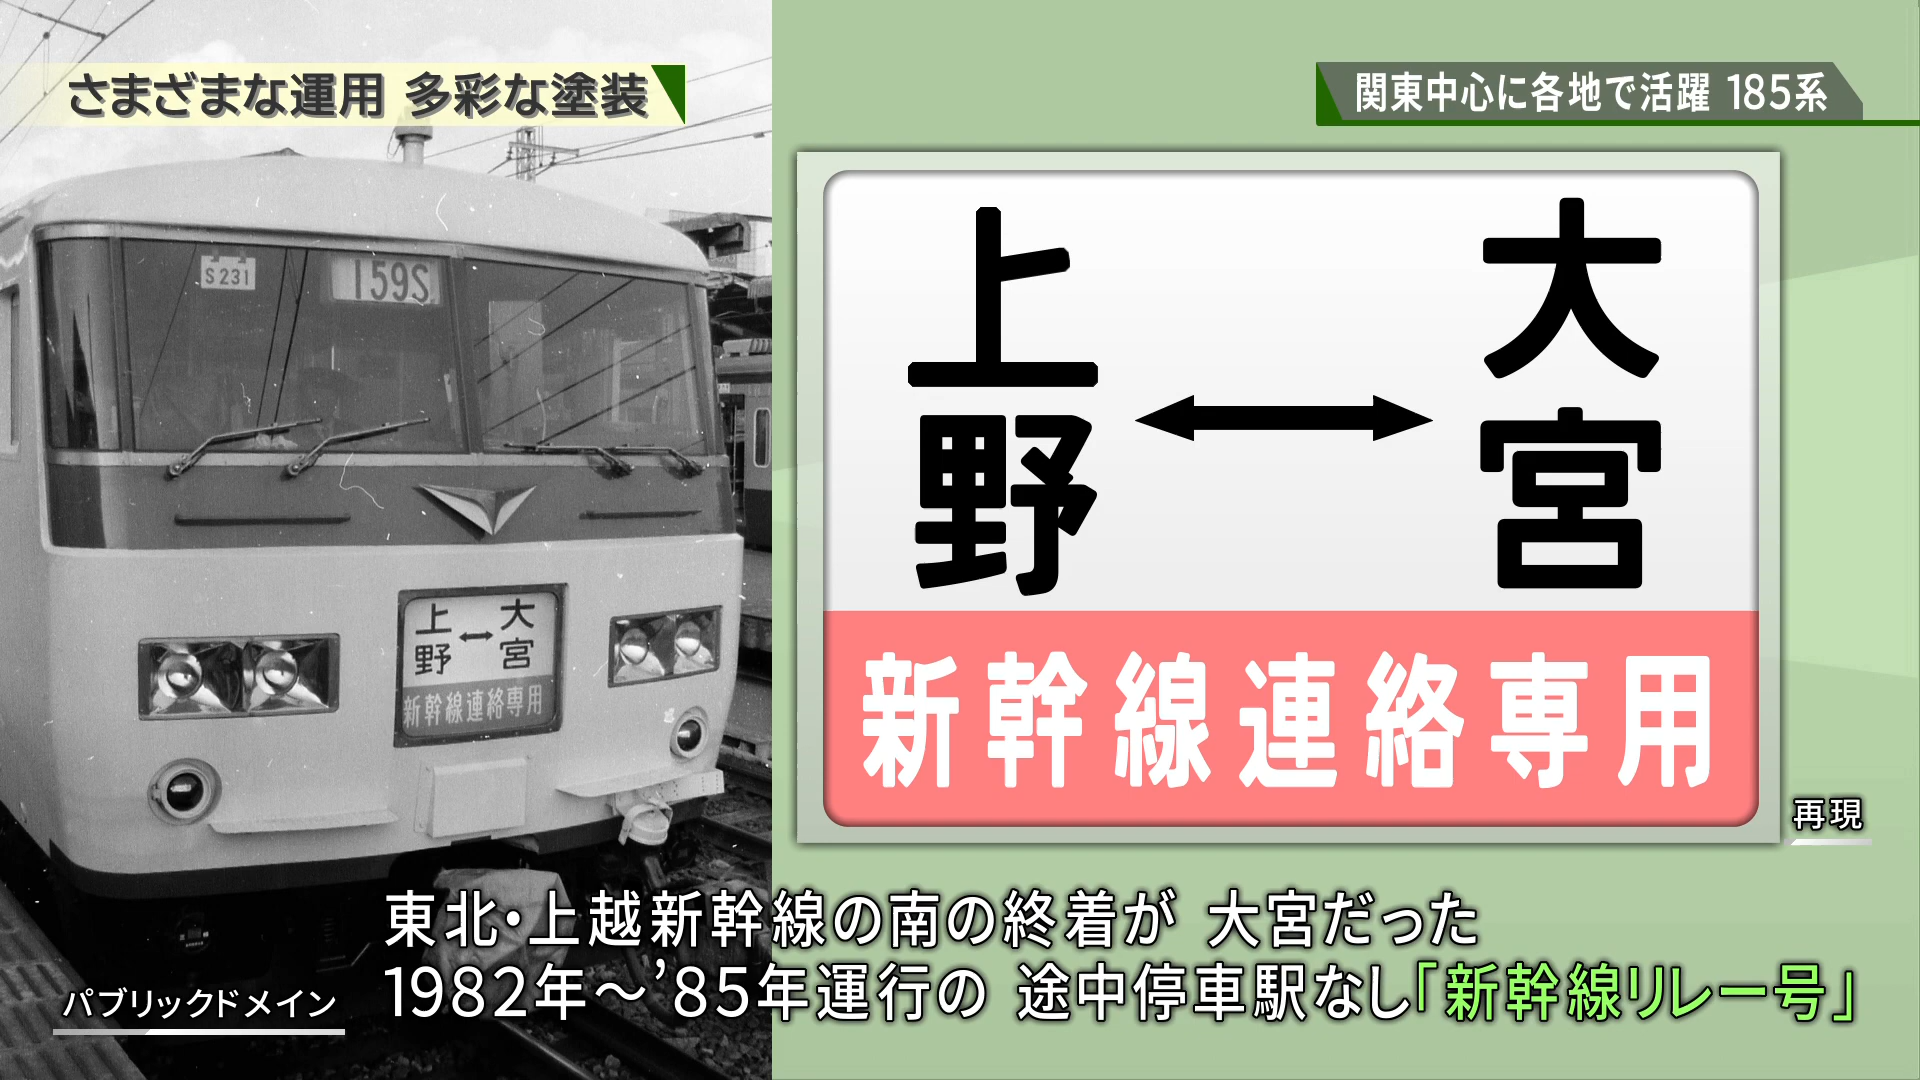 さまざまな運用 多彩な塗装
関東中心に各地で活躍 185系
S231
159S
上野 ↔ 大宮
新幹線連絡専用
上野 ↔ 大宮
新幹線連絡専用
再現
東北・上越新幹線の南の終着が 大宮だった
1982年～’85年運行の 途中停車駅なし「新幹線リレー号」
パブリックドメイン